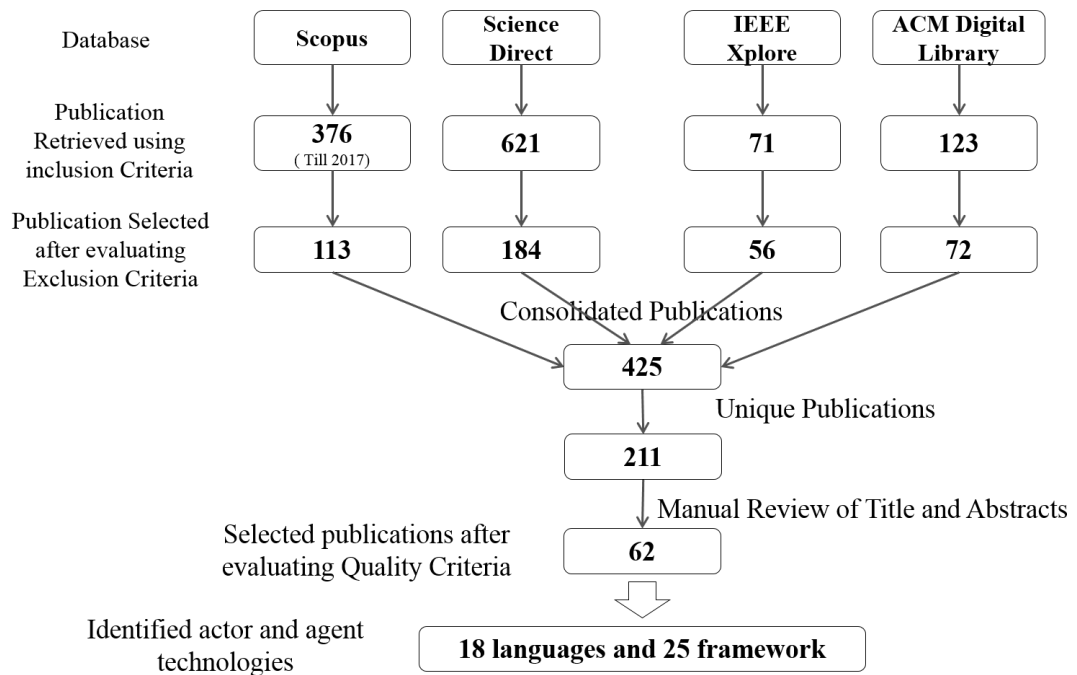 Database
Scopus
Science
Direct
IEEE
Xplore
ACM Digital
Library
Publication
Retrieved using
inclusion Criteria
376
( Till 2017)
621
71
123
Publication Selected
after evaluating
Exclusion Criteria
113
184
56
72
Consolidated Publications
425
Unique Publications
211
Manual Review of Title and Abstracts
Selected publications after
evaluating Quality Criteria
62
Identified actor and agent
technologies
18 languages and 25 framework